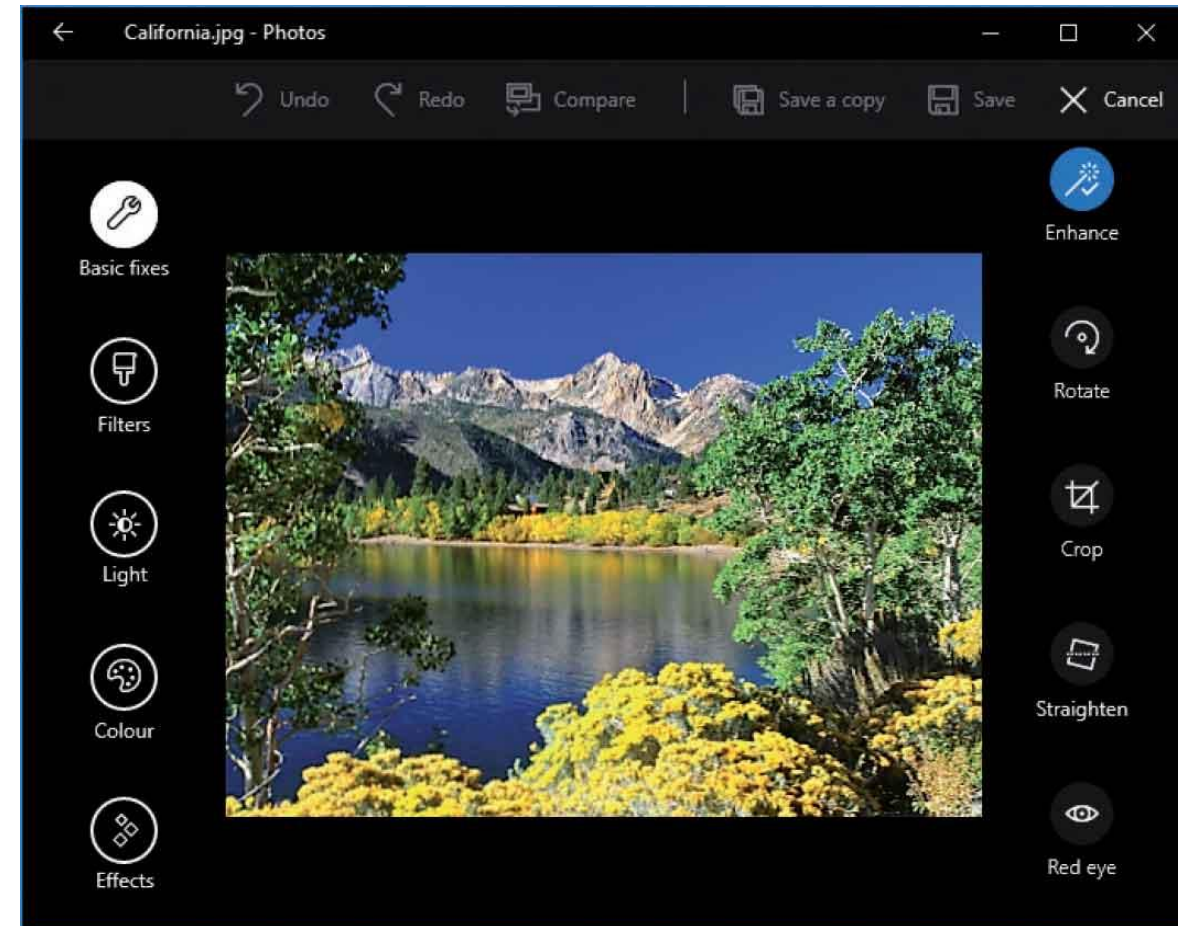 California.jpg - Photos
Undo Redo Compare Save a copy Save Cancel
Basic fixes
Filters
Light
Colour
Effects
Enhance
Rotate
Crop
Straighten
Red eye